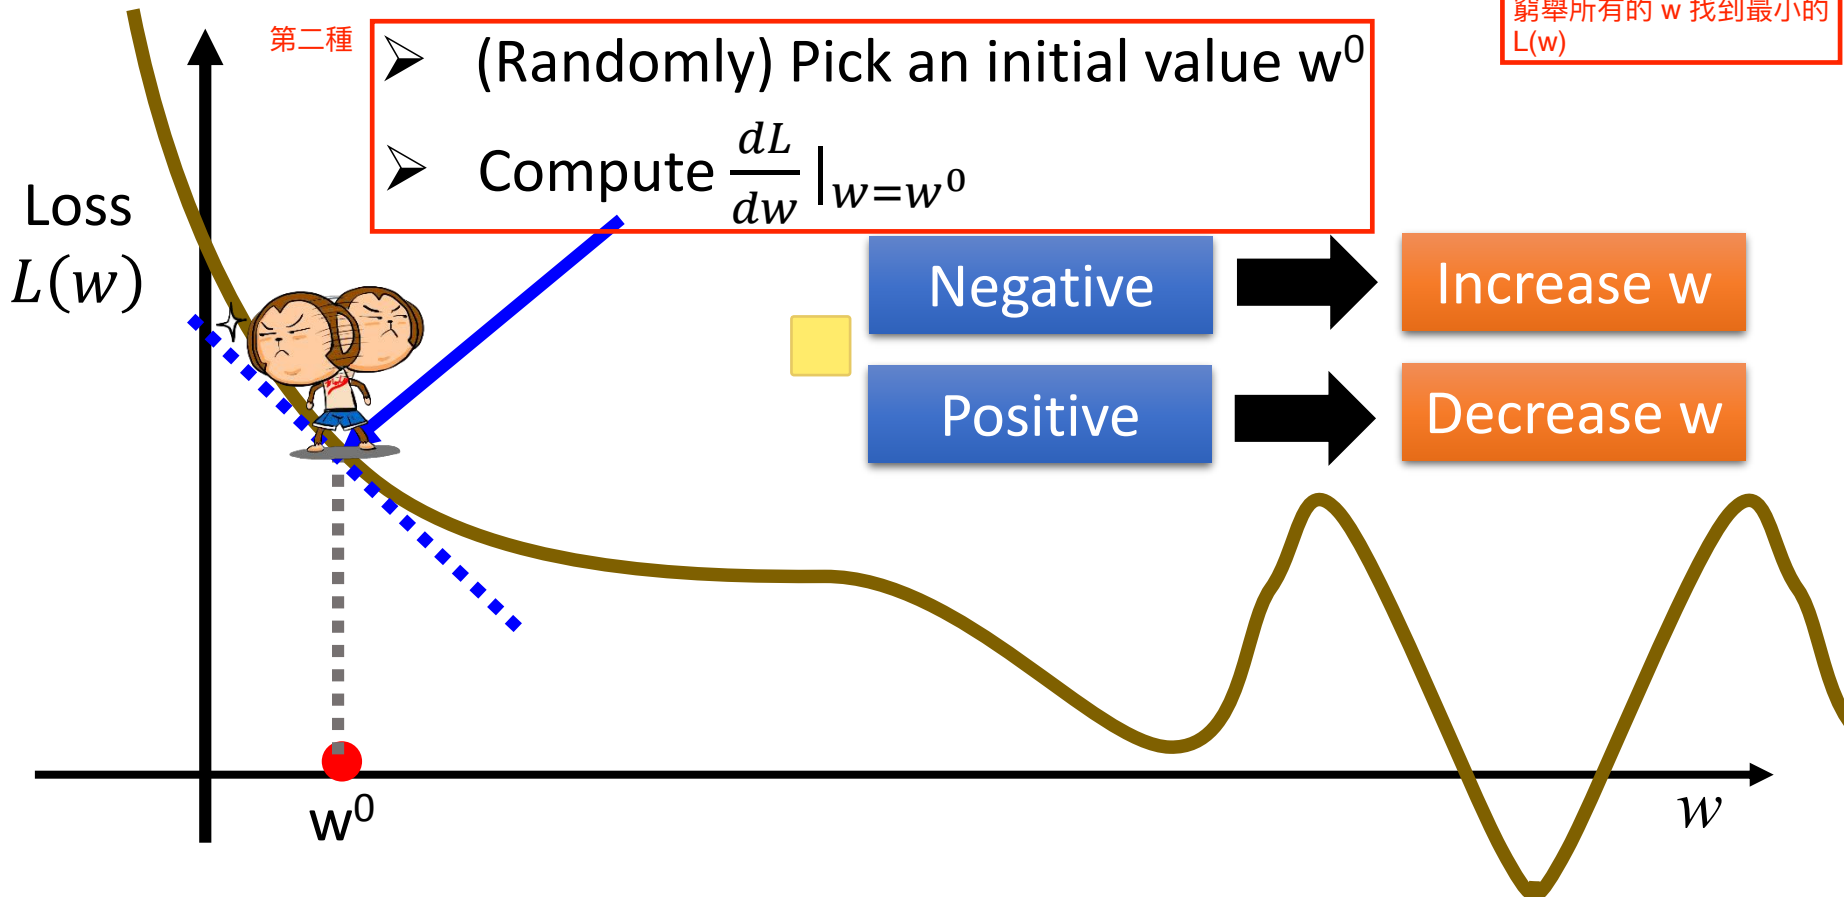 窮舉所有的 w 找到最小的
L(w)
第二種
➢ (Randomly) Pick an initial value w⁰
➢ Compute dL/dw |w=w⁰
Loss
L(w)
Negative
Increase w
Positive
Decrease w
w⁰
w